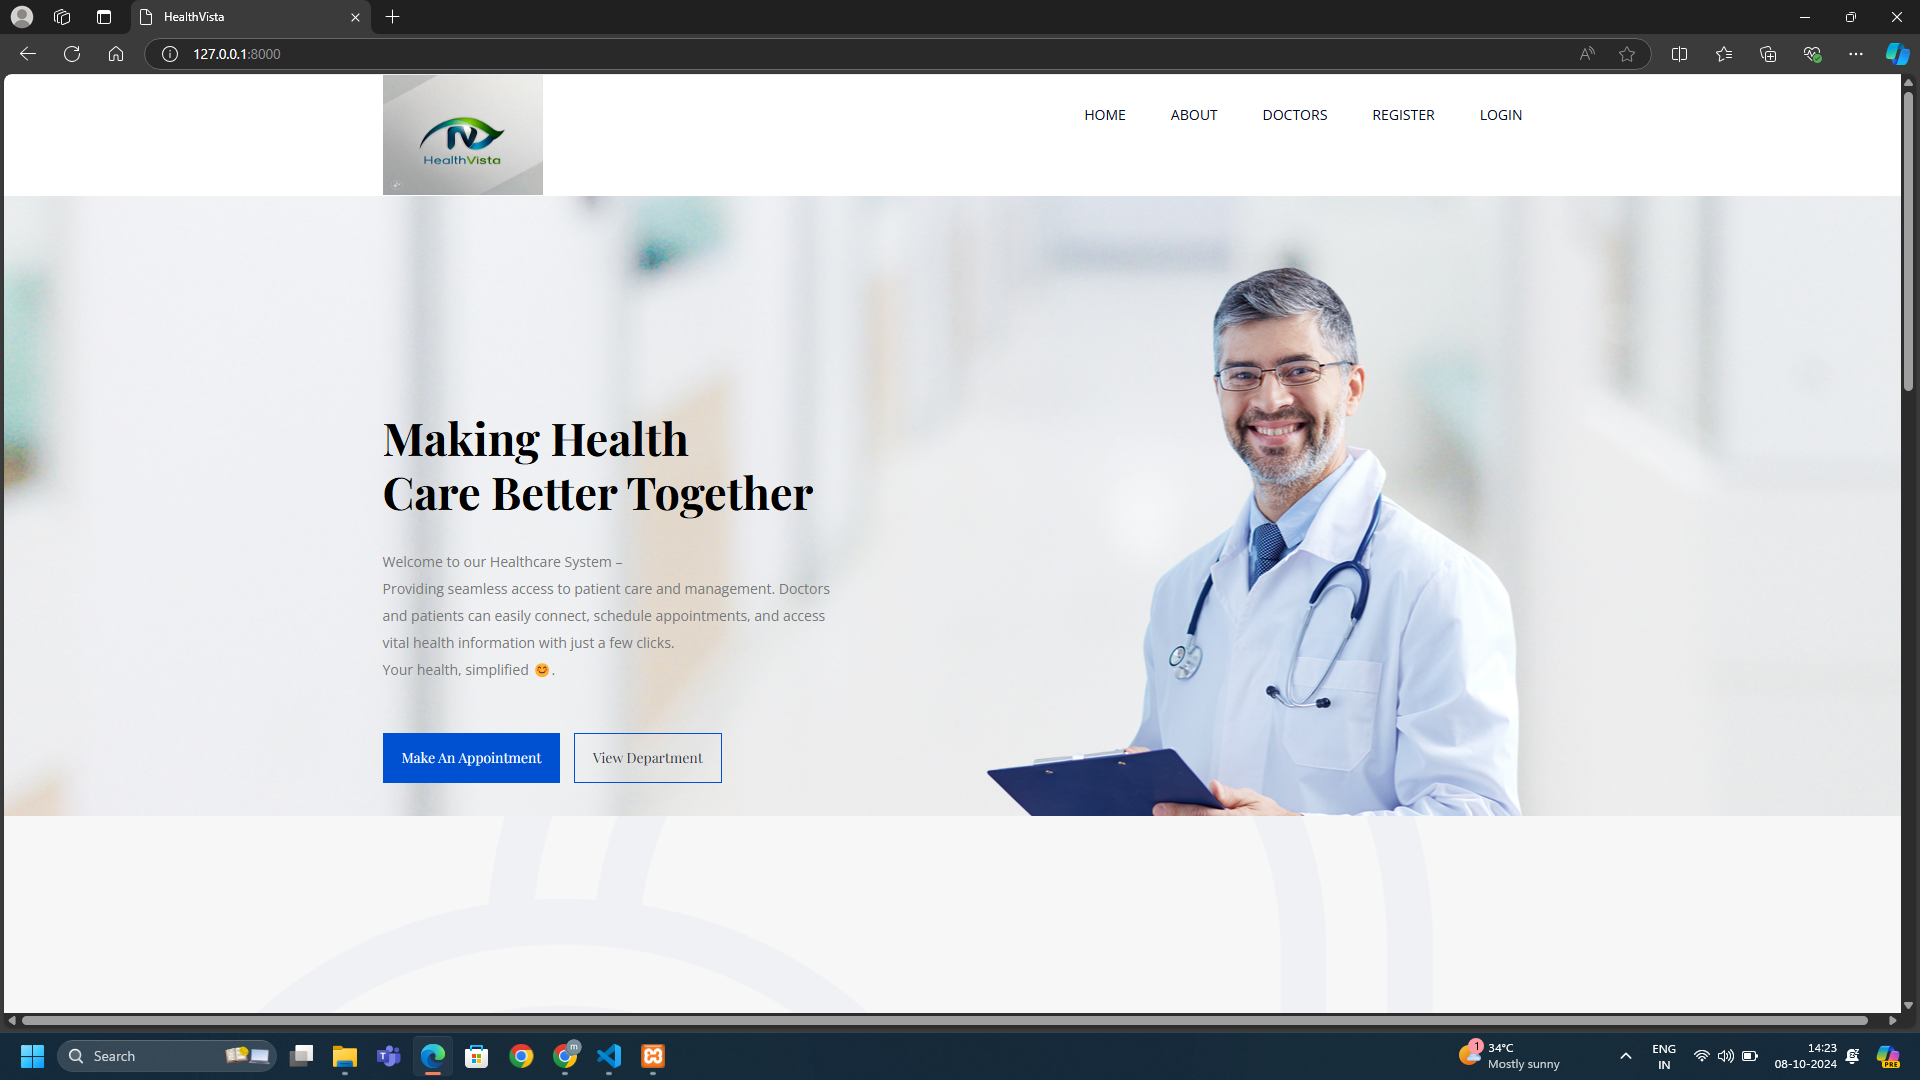 HealthVista
127.0.0.1:8000
HealthVista
HOME ABOUT DOCTORS REGISTER LOGIN
Making Health
Care Better Together
Welcome to our Healthcare System –
Providing seamless access to patient care and management. Doctors
and patients can easily connect, schedule appointments, and access
vital health information with just a few clicks.
Your health, simplified 😊.
Make An Appointment View Department
Search
1
34°C
Mostly sunny
ENG
IN
14:23
08-10-2024